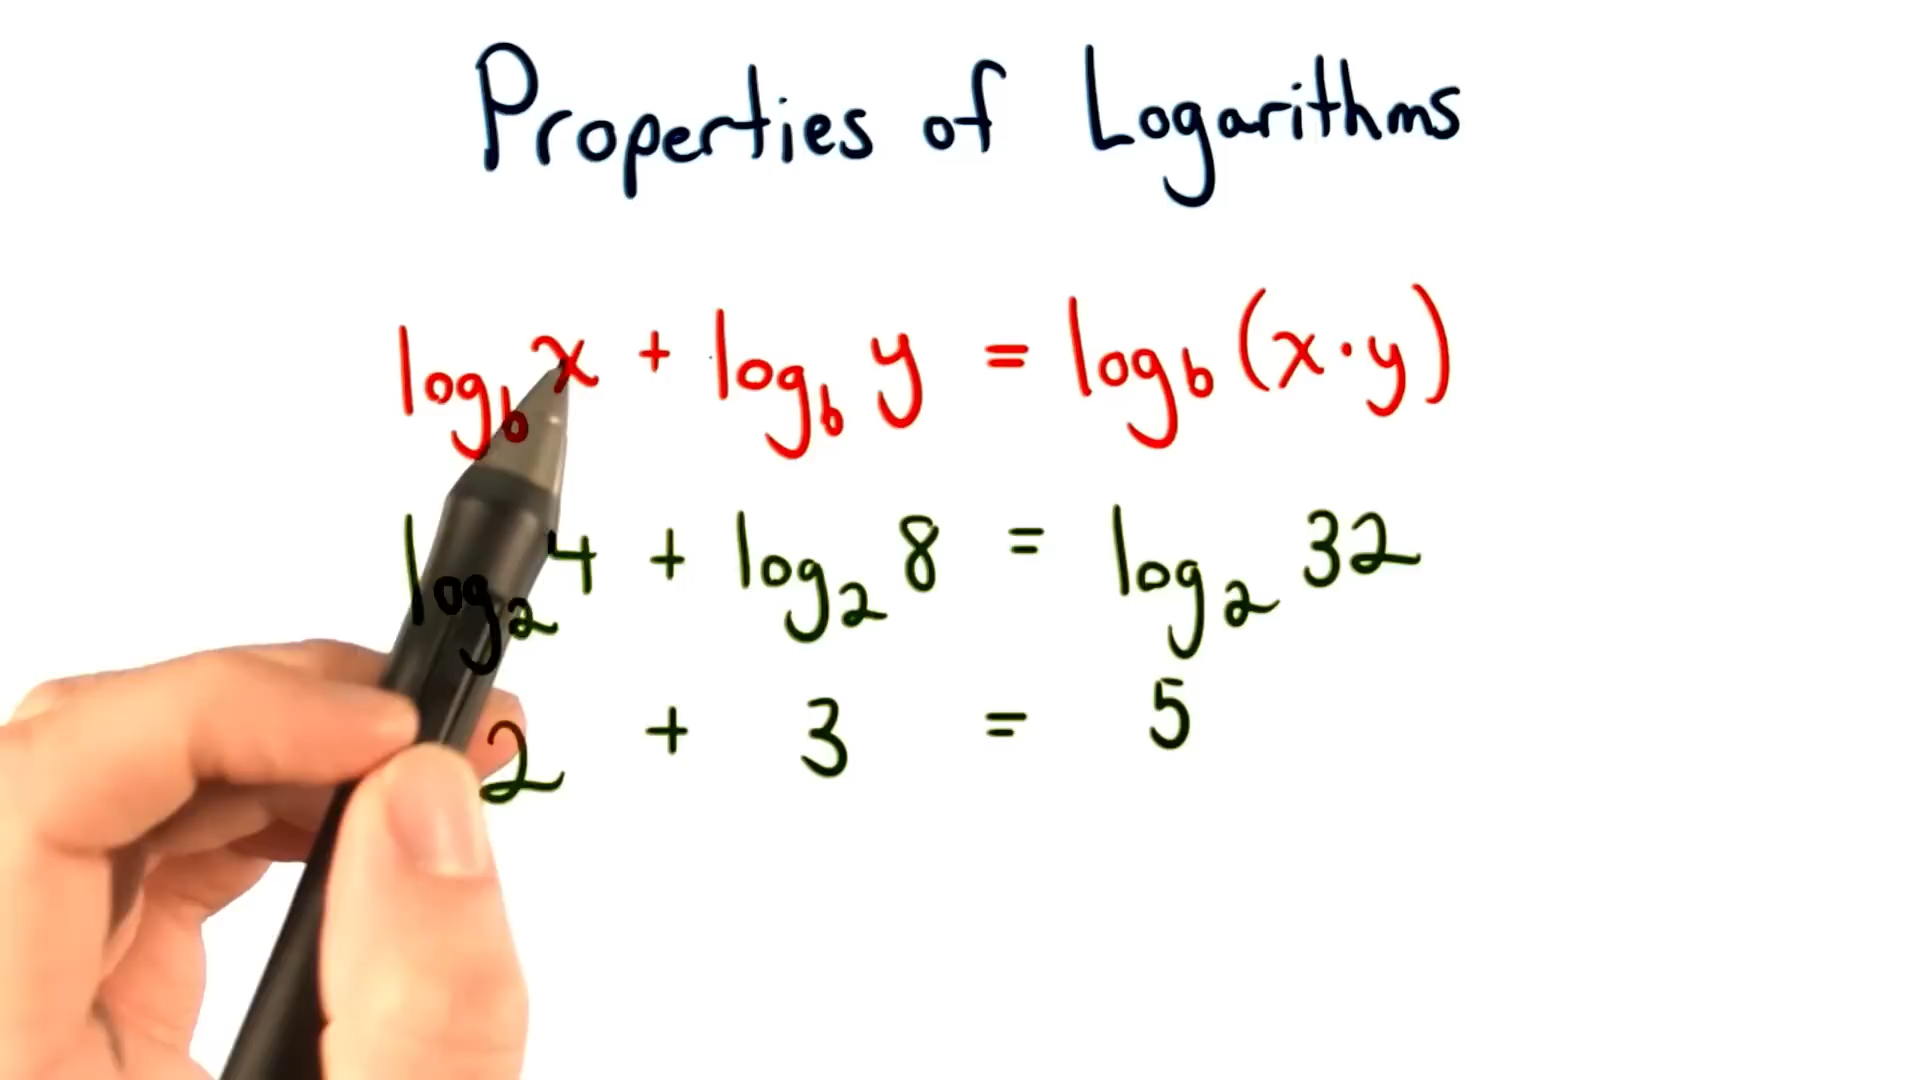 Properties of Logarithms
log_b x + log_b y = log_b (x·y)
log_2 4 + log_2 8 = log_2 32
2 + 3 = 5